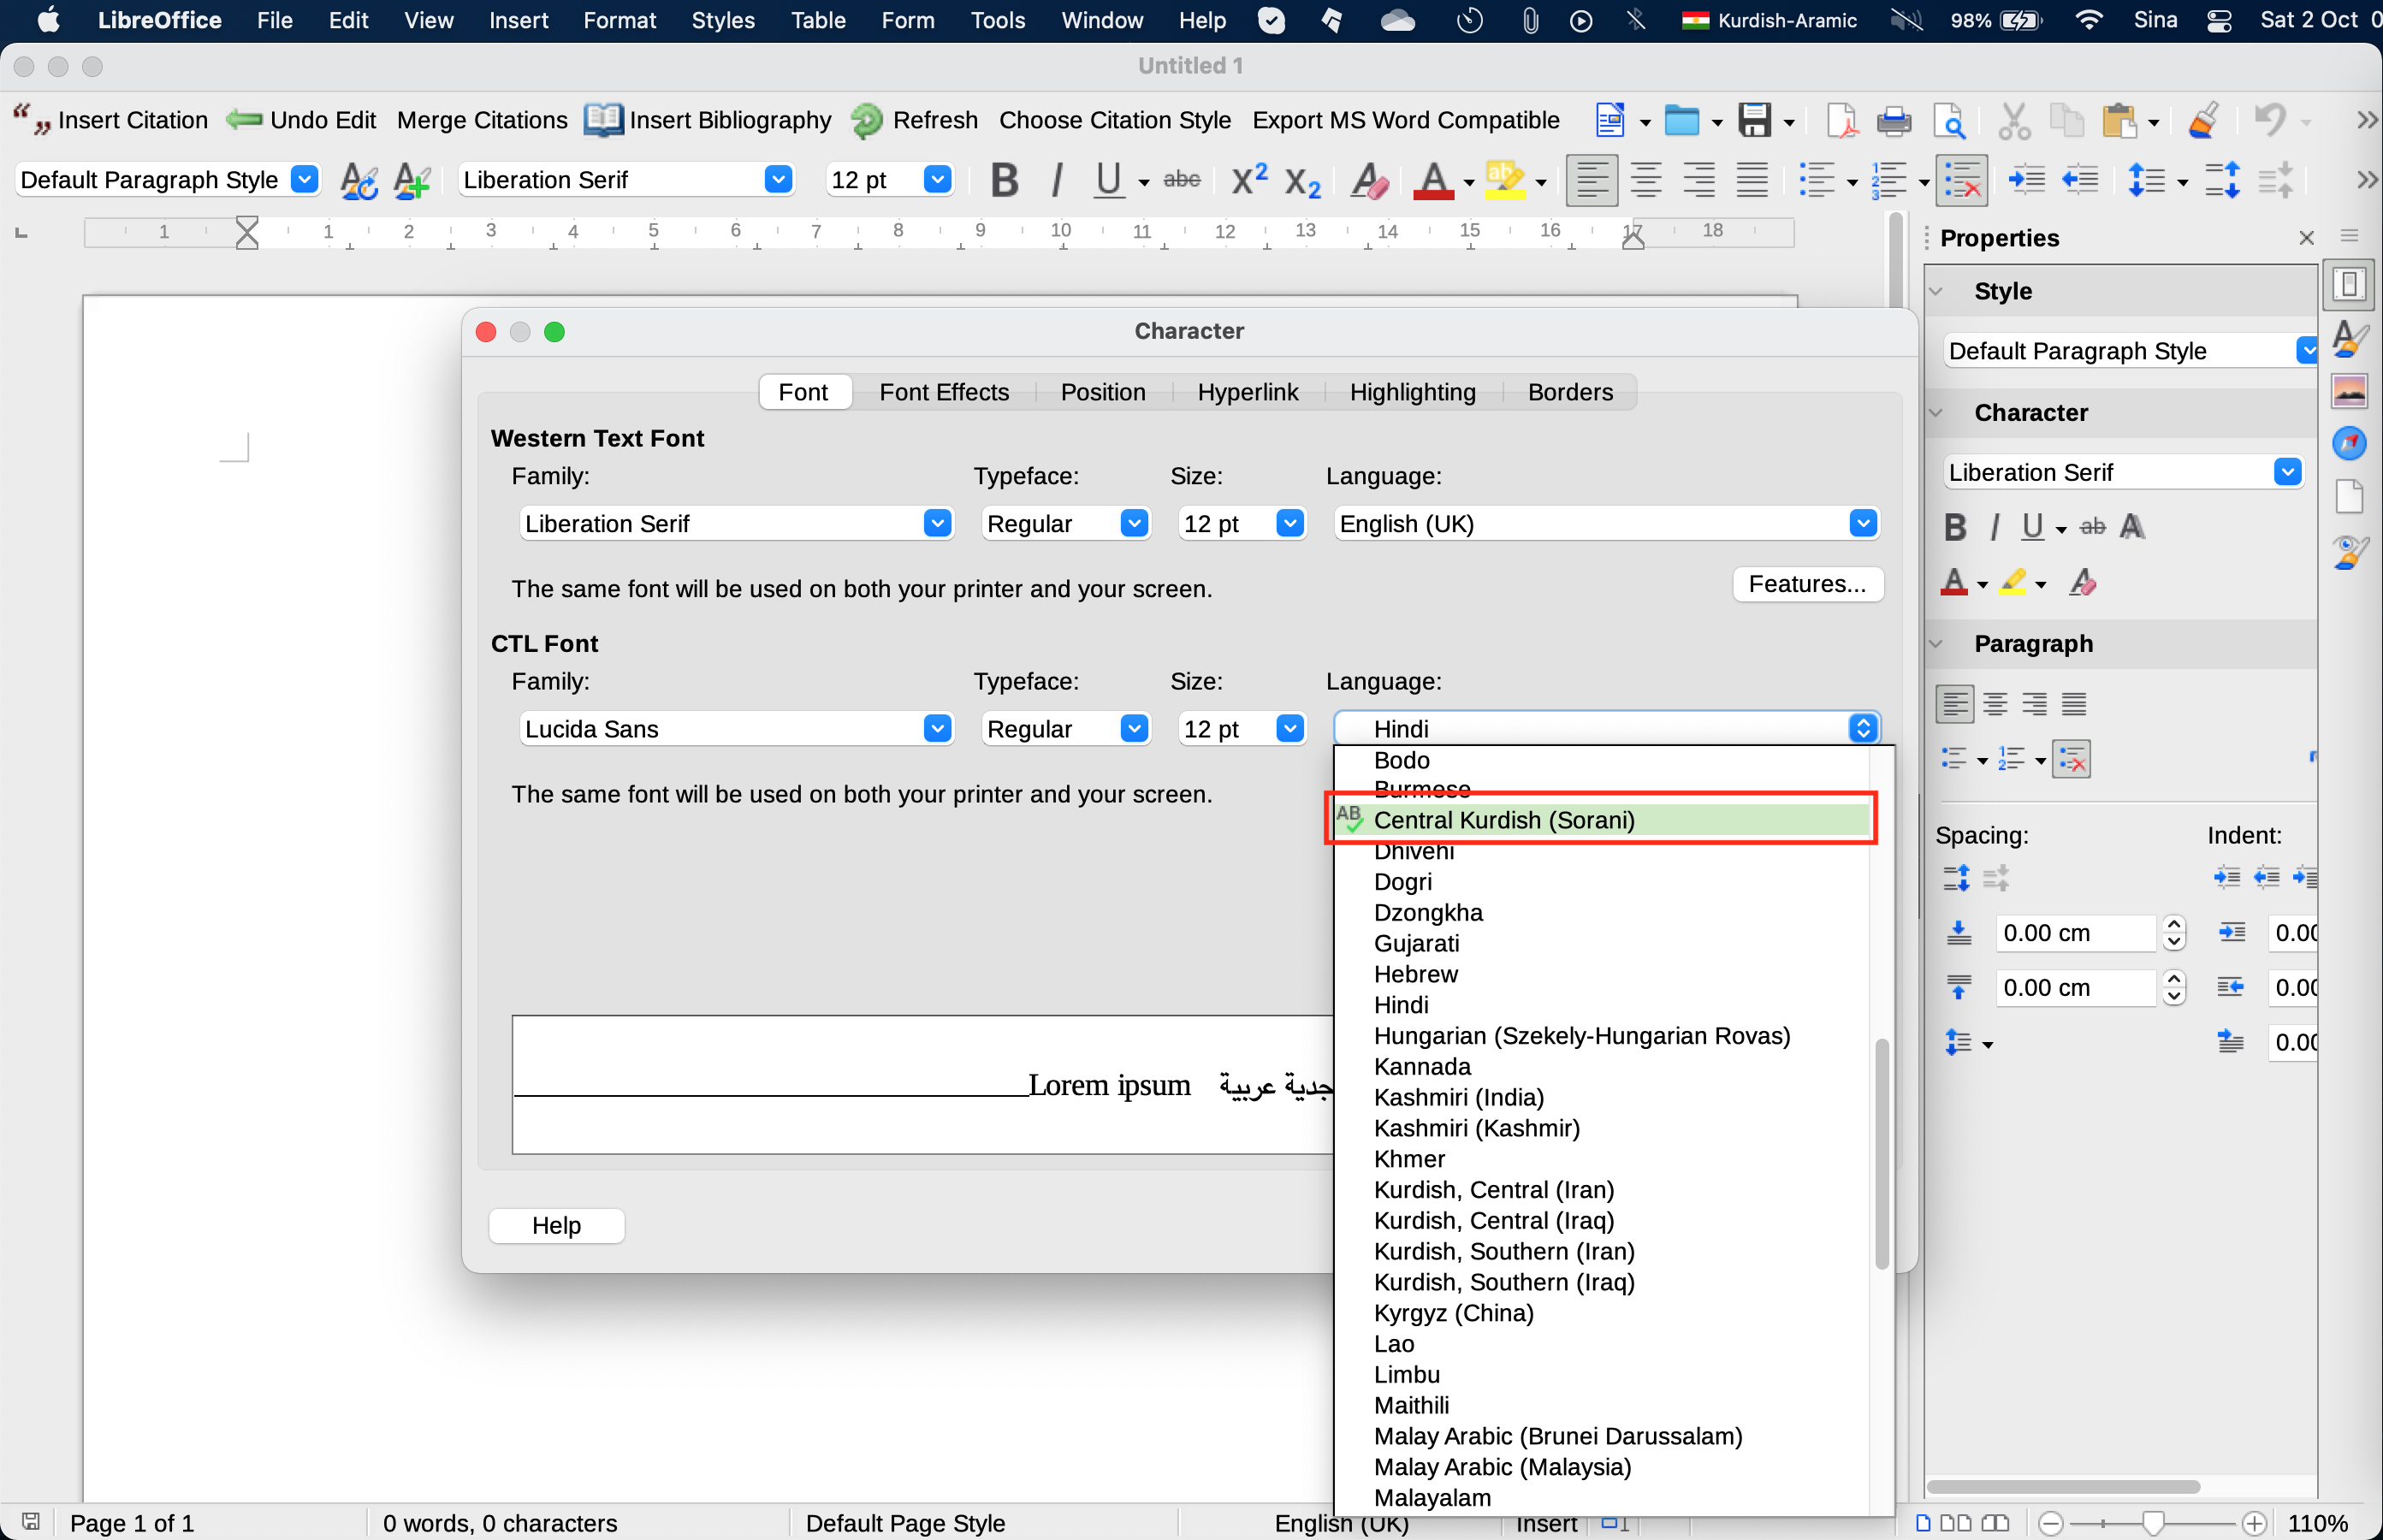 LibreOffice File Edit View Insert Format Styles Table Form Tools Window Help Kurdish-Aramic 98% Sina Sat 2 Oct 0
Untitled 1
Insert Citation Undo Edit Merge Citations Insert Bibliography Refresh Choose Citation Style Export MS Word Compatible
Default Paragraph Style Liberation Serif 12 pt B I U abc X2 X2 A A ab
1 1 2 3 4 5 6 7 8 9 10 11 12 13 14 15 16 17 18
Properties
Style
Default Paragraph Style
Character
Liberation Serif
B I U ab A
A A
Paragraph
Spacing: Indent:
0.00 cm 0.00
0.00 cm 0.00
0.00
Character
Font Font Effects Position Hyperlink Highlighting Borders
Western Text Font
Family: Typeface: Size: Language:
Liberation Serif Regular 12 pt English (UK)
The same font will be used on both your printer and your screen. Features...
CTL Font
Family: Typeface: Size: Language:
Lucida Sans Regular 12 pt Hindi
The same font will be used on both your printer and your screen.
Bodo
Burmese
AB Central Kurdish (Sorani)
Dhivehi
Dogri
Dzongkha
Gujarati
Hebrew
Hindi
Hungarian (Szekely-Hungarian Rovas)
Kannada
Kashmiri (India)
Kashmiri (Kashmir)
Khmer
Kurdish, Central (Iran)
Kurdish, Central (Iraq)
Kurdish, Southern (Iran)
Kurdish, Southern (Iraq)
Kyrgyz (China)
Lao
Limbu
Maithili
Malay Arabic (Brunei Darussalam)
Malay Arabic (Malaysia)
Malayalam
Lorem ipsum جدية عربية
Help
Page 1 of 1 0 words, 0 characters Default Page Style English (UK) Insert 110%